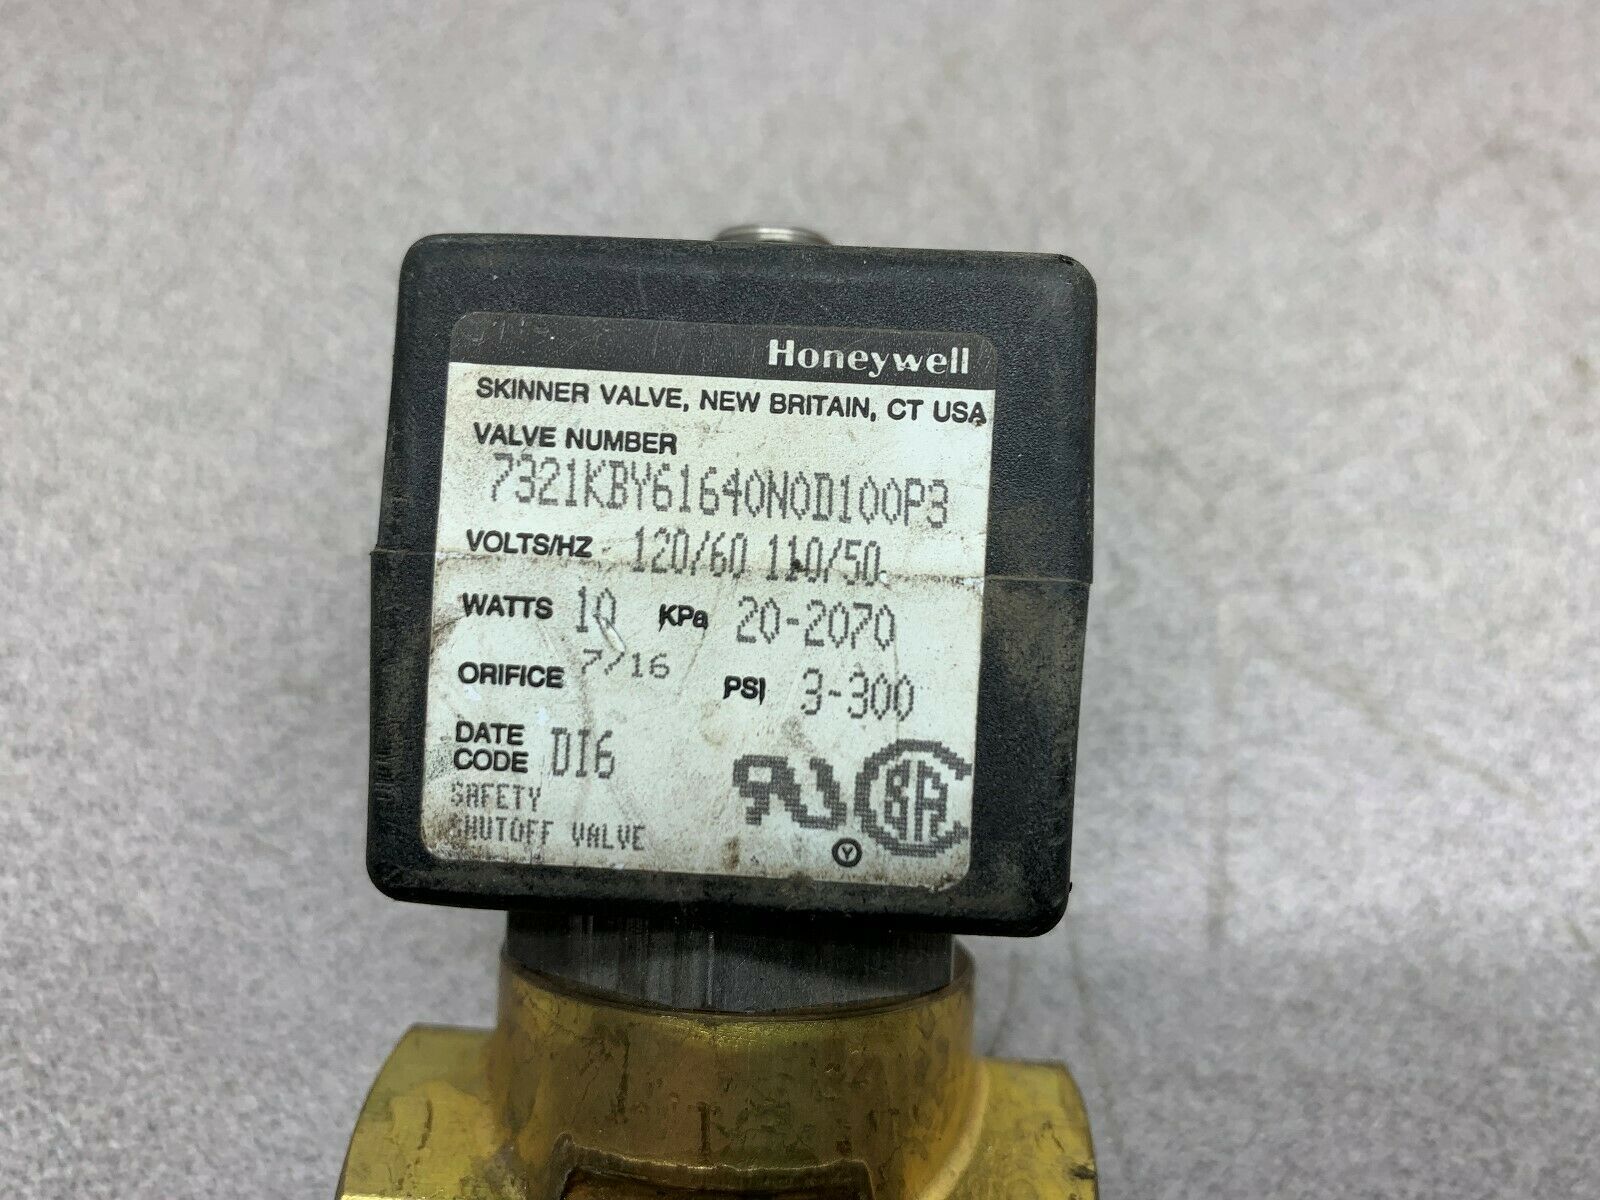 Honeywell
SKINNER VALVE, NEW BRITAIN, CT USA
VALVE NUMBER
7321KBY61640N0D100P3
VOLTS/HZ 120/60 110/50
WATTS 10 KPa 20-2070
ORIFICE 7/16 PSI 3-300
DATE
CODE DI6
SAFETY
SHUTOFF VALVE
Y